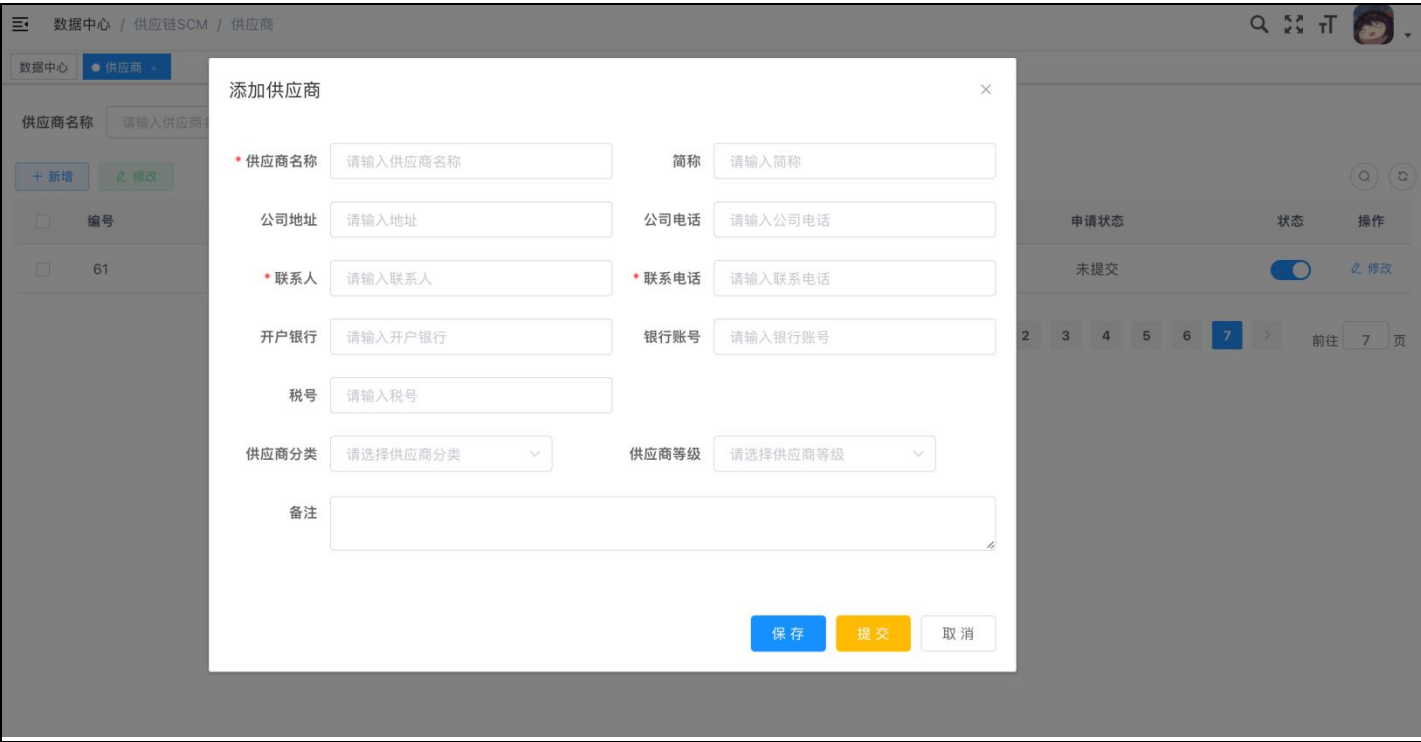 数据中心 / 供应链SCM / 供应商
数据中心 供应商 ×
添加供应商
供应商名称 请输入供应商
* 供应商名称 请输入供应商名称 简称 请输入简称
+ 新增 修改
公司地址 请输入地址 公司电话 请输入公司电话
编号 申请状态 状态 操作
* 联系人 请输入联系人 * 联系电话 请输入联系电话
61 未提交 修改
开户银行 请输入开户银行 银行账号 请输入银行账号
2 3 4 5 6 7 > 前往 7 页
税号 请输入税号
供应商分类 请选择供应商分类 供应商等级 请选择供应商等级
备注
保存 提交 取消